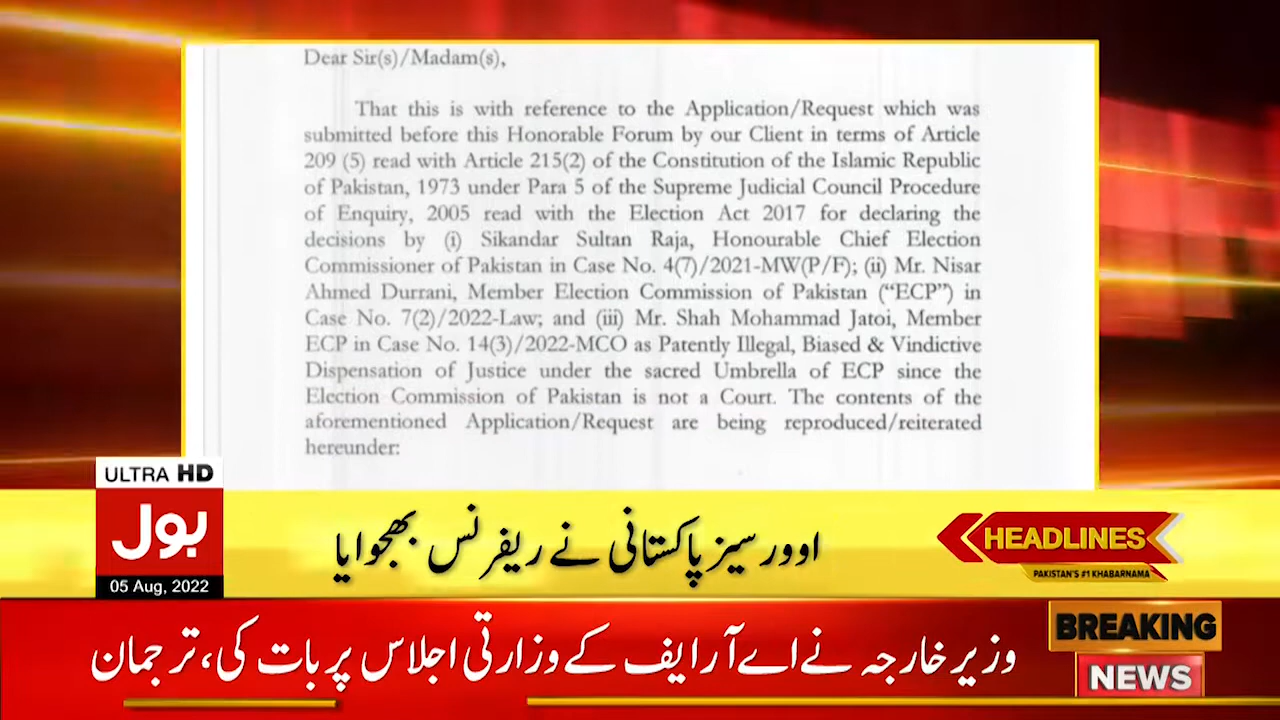 Dear Sir(s)/Madam(s),
That this is with reference to the Application/Request which was
submitted before this Honorable Forum by our Client in terms of Article
209 (5) read with Article 215(2) of the Constitution of the Islamic Republic
of Pakistan, 1973 under Para 5 of the Supreme Judicial Council Procedure
of Enquiry, 2005 read with the Election Act 2017 for declaring the
decisions by (i) Sikandar Sultan Raja, Honourable Chief Election
Commissioner of Pakistan in Case No. 4(7)/2021-MW(P/F); (ii) Mr. Nisar
Ahmed Durrani, Member Election Commission of Pakistan (“ECP”) in
Case No. 7(2)/2022-Law; and (iii) Mr. Shah Mohammad Jatoi, Member
ECP in Case No. 14(3)/2022-MCO as Patently Illegal, Biased & Vindictive
Dispensation of Justice under the sacred Umbrella of ECP since the
Election Commission of Pakistan is not a Court. The contents of the
aforementioned Application/Request are being reproduced/reiterated
hereunder:
ULTRA HD
بول
05 Aug, 2022
اوورسیز پاکستانی نے ریفرنس بھجوایا
HEADLINES
PAKISTAN'S #1 KHABARNAMA
وزیر خارجہ نے اے آر ایف کے وزارتی اجلاس پر بات کی، ترجمان
BREAKING
NEWS